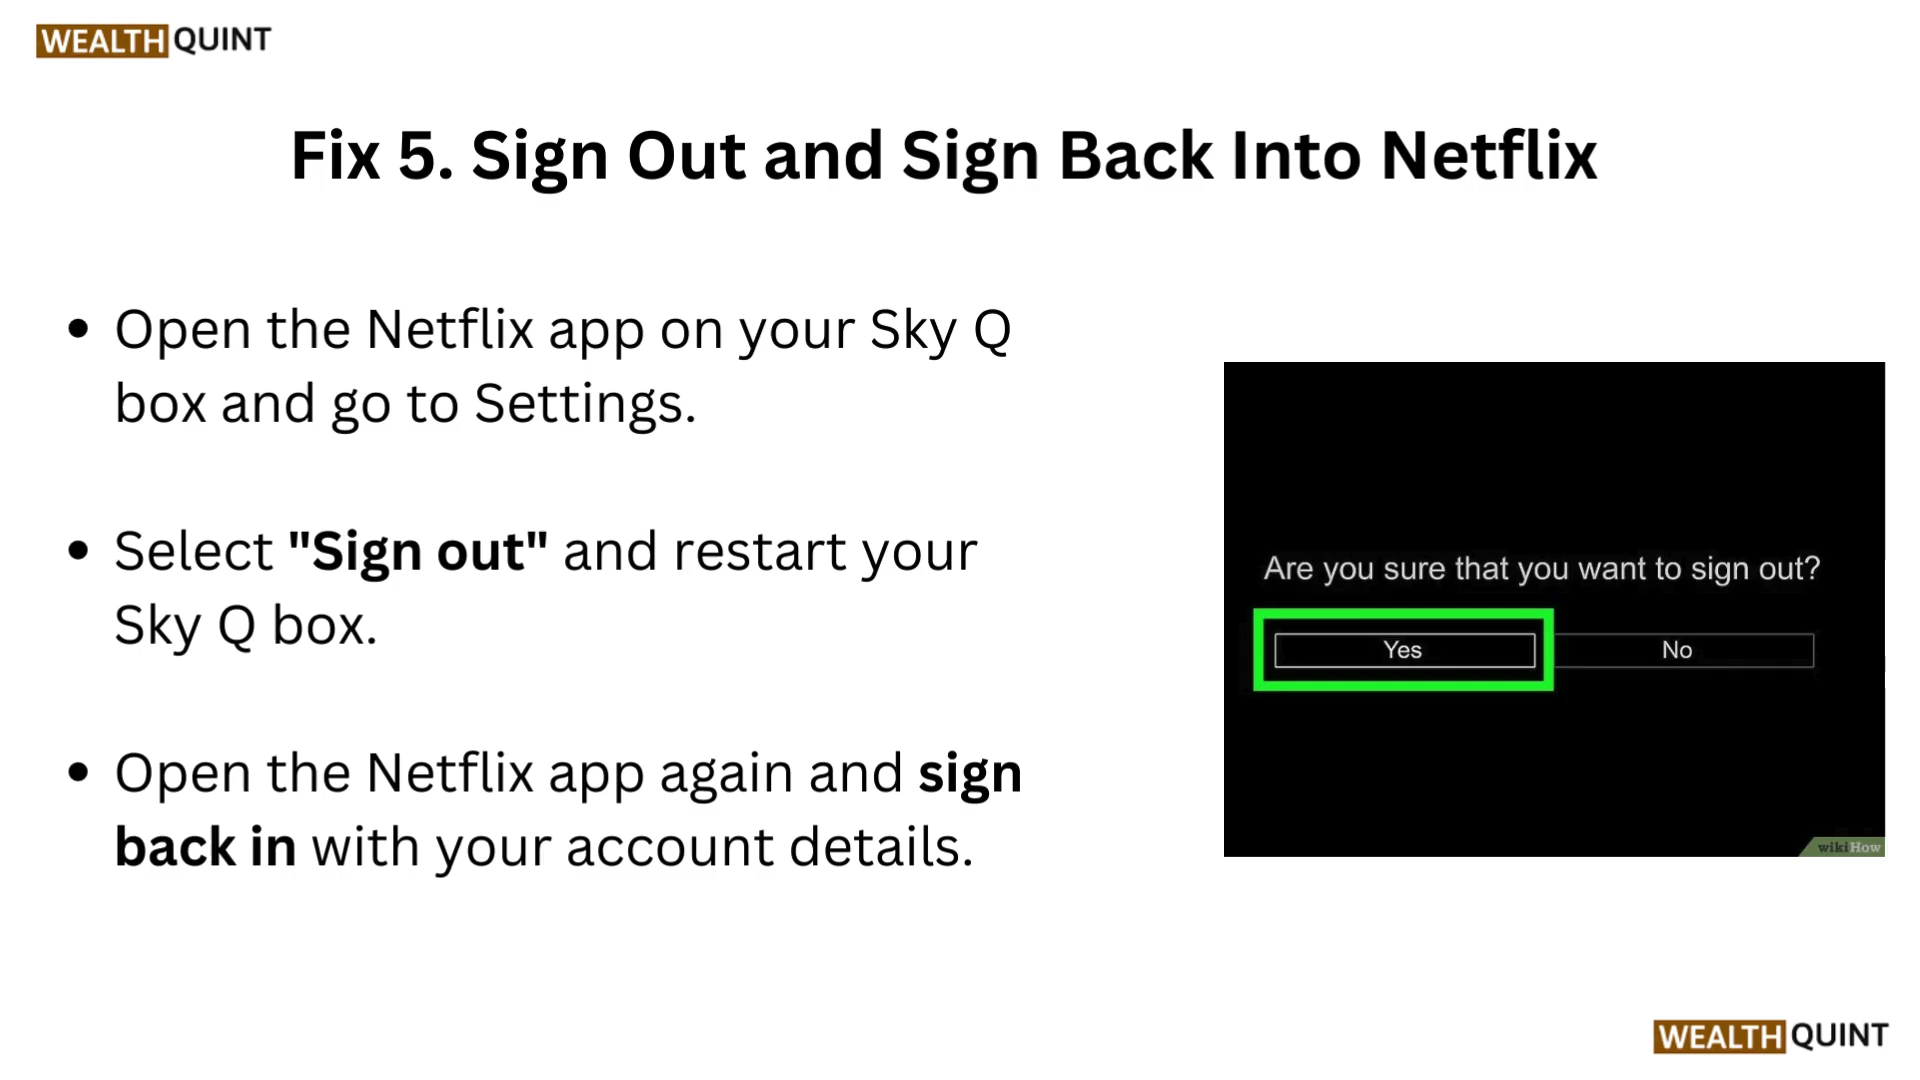 WEALTH QUINT
Fix 5. Sign Out and Sign Back Into Netflix
• Open the Netflix app on your Sky Q
box and go to Settings.
• Select "Sign out" and restart your
Sky Q box.
• Open the Netflix app again and sign
back in with your account details.
Are you sure that you want to sign out?
Yes No
wikiHow
WEALTH QUINT